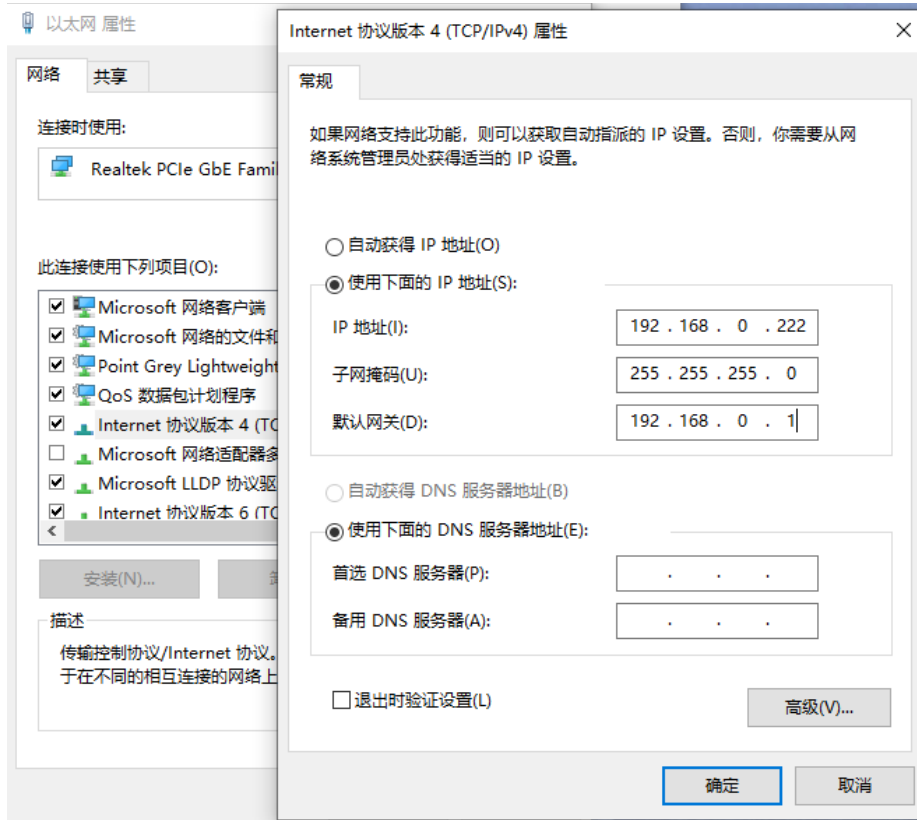 以太网 属性
网络
共享
连接时使用:
Realtek PCIe GbE Fami
此连接使用下列项目(O):
Microsoft 网络客户端
Microsoft 网络的文件和
Point Grey Lightweight
QoS 数据包计划程序
Internet 协议版本 4 (TC
Microsoft 网络适配器多
Microsoft LLDP 协议驱
Internet 协议版本 6 (TC
安装(N)...
描述
传输控制协议/Internet 协议。
于在不同的相互连接的网络上
Internet 协议版本 4 (TCP/IPv4) 属性
常规
如果网络支持此功能，则可以获取自动指派的 IP 设置。否则，你需要从网
络系统管理员处获得适当的 IP 设置。
自动获得 IP 地址(O)
使用下面的 IP 地址(S):
IP 地址(I):
192 . 168 . 0 . 222
子网掩码(U):
255 . 255 . 255 . 0
默认网关(D):
192 . 168 . 0 . 1
自动获得 DNS 服务器地址(B)
使用下面的 DNS 服务器地址(E):
首选 DNS 服务器(P):
. . .
备用 DNS 服务器(A):
. . .
退出时验证设置(L)
高级(V)...
确定
取消